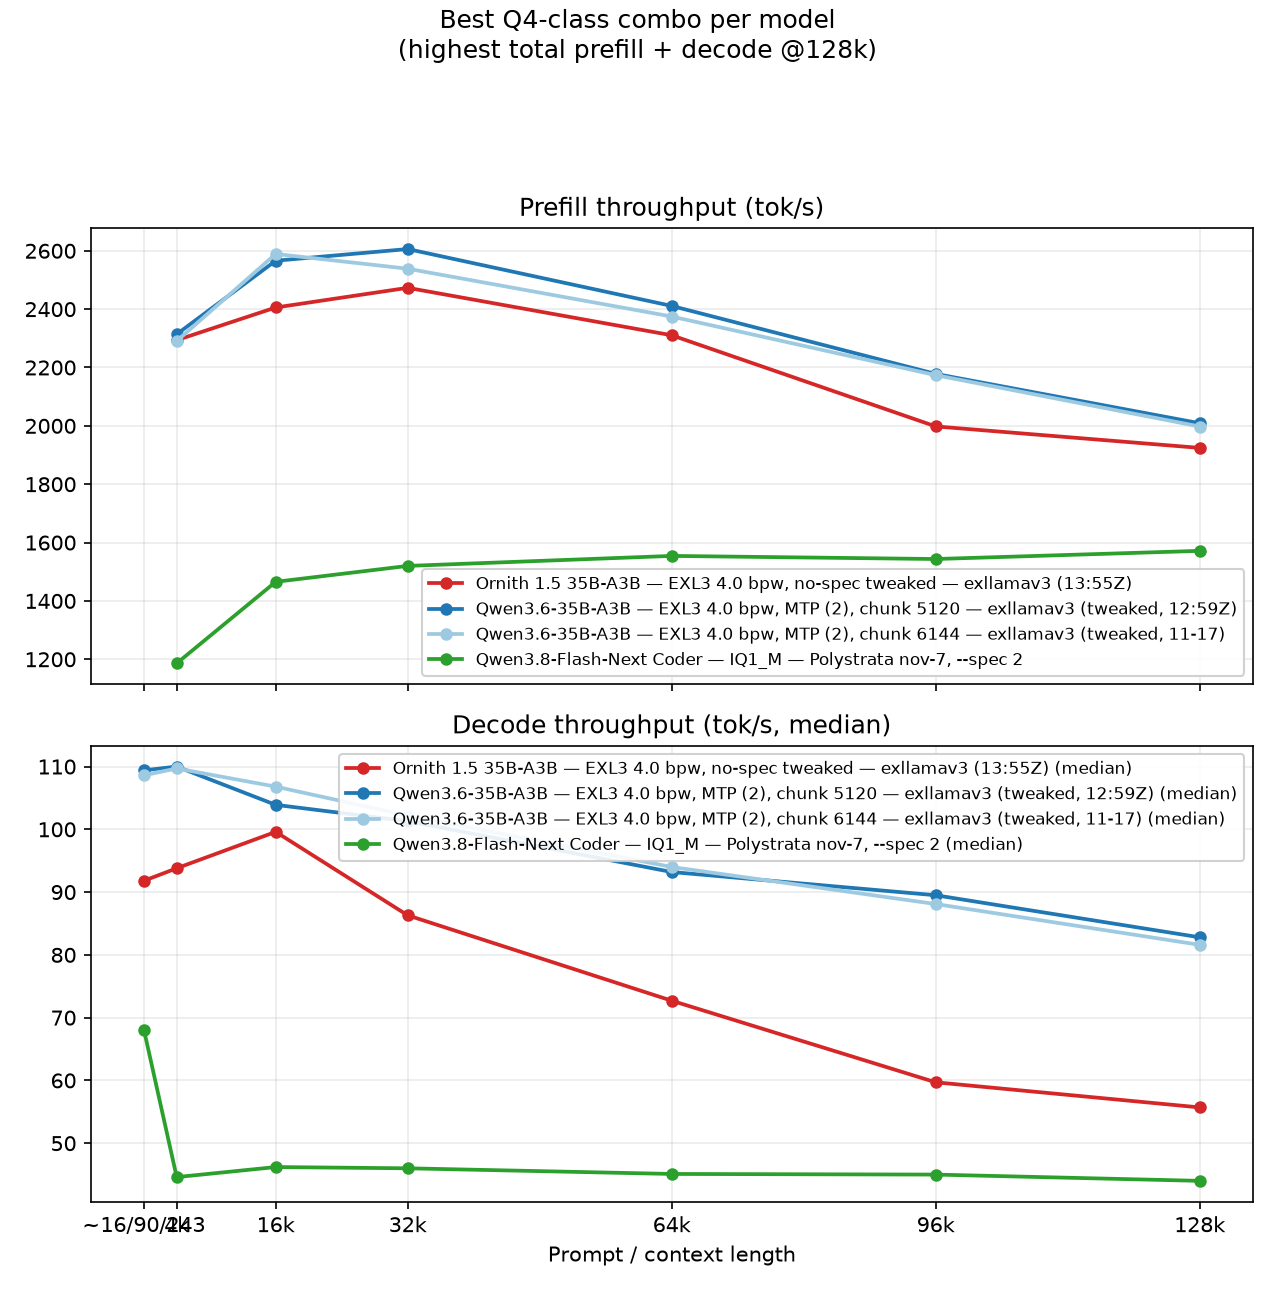 Best Q4-class combo per model
(highest total prefill + decode @128k)
Prefill throughput (tok/s)
2600
2400
2200
2000
1800
1600
1400
1200
Ornith 1.5 35B-A3B — EXL3 4.0 bpw, no-spec tweaked — exllamav3 (13:55Z)
Qwen3.6-35B-A3B — EXL3 4.0 bpw, MTP (2), chunk 5120 — exllamav3 (tweaked, 12:59Z)
Qwen3.6-35B-A3B — EXL3 4.0 bpw, MTP (2), chunk 6144 — exllamav3 (tweaked, 11-17)
Qwen3.8-Flash-Next Coder — IQ1_M — Polystrata nov-7, --spec 2
Decode throughput (tok/s, median)
110
100
90
80
70
60
50
Ornith 1.5 35B-A3B — EXL3 4.0 bpw, no-spec tweaked — exllamav3 (13:55Z) (median)
Qwen3.6-35B-A3B — EXL3 4.0 bpw, MTP (2), chunk 5120 — exllamav3 (tweaked, 12:59Z) (median)
Qwen3.6-35B-A3B — EXL3 4.0 bpw, MTP (2), chunk 6144 — exllamav3 (tweaked, 11-17) (median)
Qwen3.8-Flash-Next Coder — IQ1_M — Polystrata nov-7, --spec 2 (median)
16k 32k 64k 96k 128k
Prompt / context length